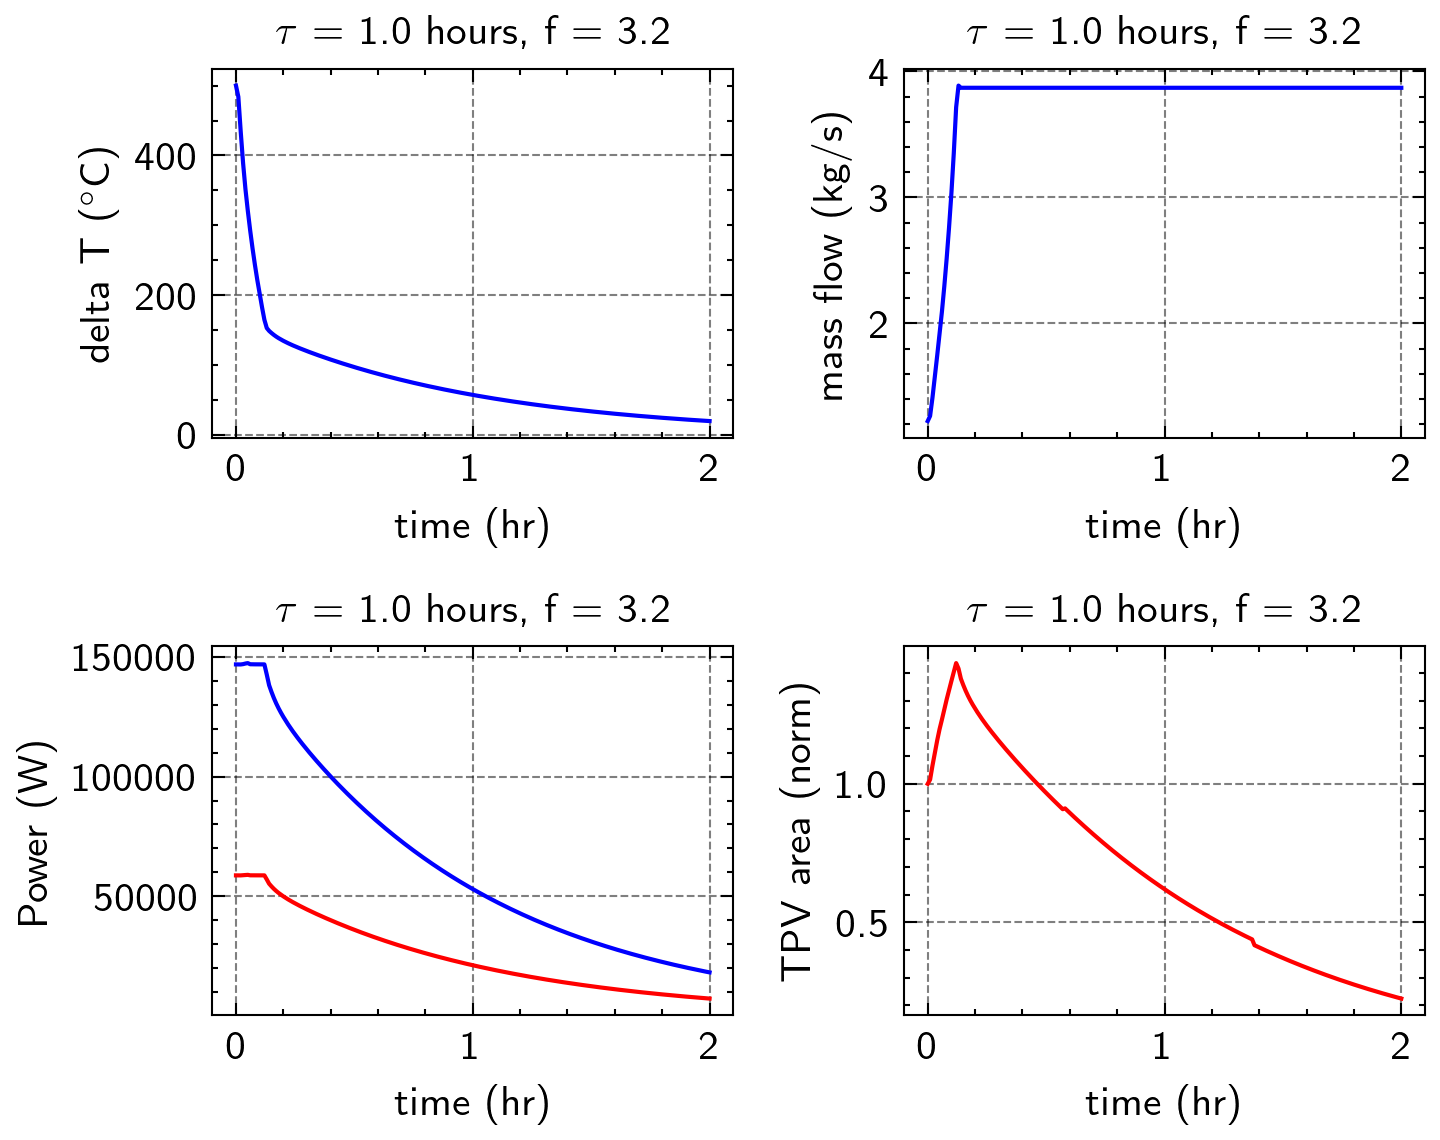 τ = 1.0 hours, f = 3.2
delta T (°C)
400
200
0
0 1 2
time (hr)
τ = 1.0 hours, f = 3.2
mass flow (kg/s)
4
3
2
0 1 2
time (hr)
τ = 1.0 hours, f = 3.2
Power (W)
150000
100000
50000
0 1 2
time (hr)
τ = 1.0 hours, f = 3.2
TPV area (norm)
1.0
0.5
0 1 2
time (hr)